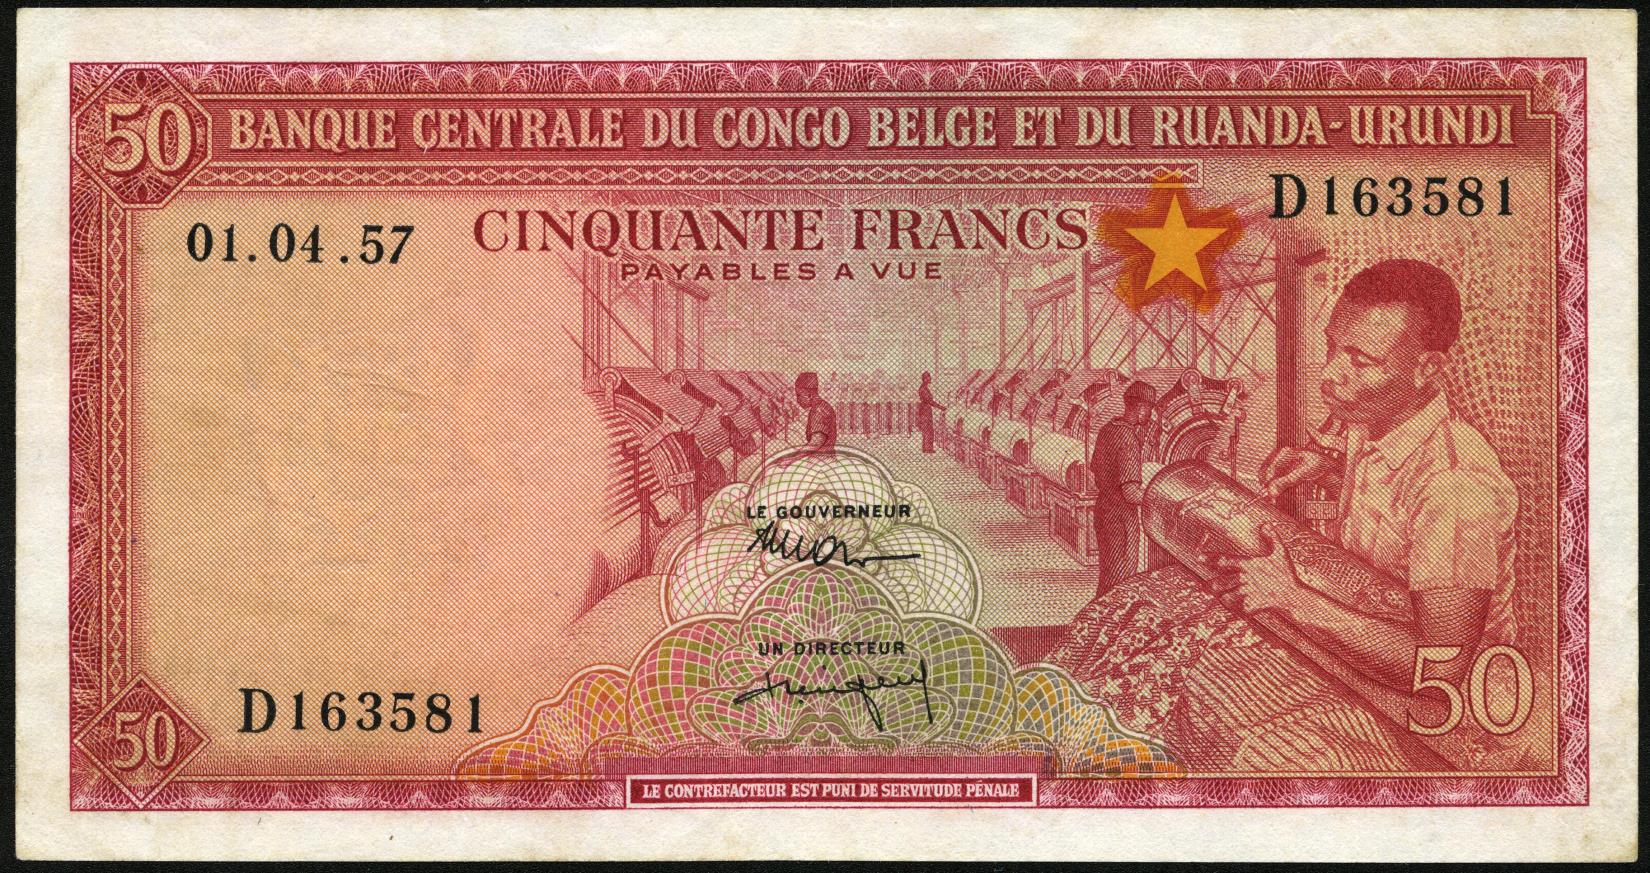 50 BANQUE CENTRALE DU CONGO BELGE ET DU RUANDA-URUNDI
D163581
01.04.57
CINQUANTE FRANCS
PAYABLES A VUE
LE GOUVERNEUR
UN DIRECTEUR
D163581
50
50
LE CONTREFACTEUR EST PUNI DE SERVITUDE PÉNALE